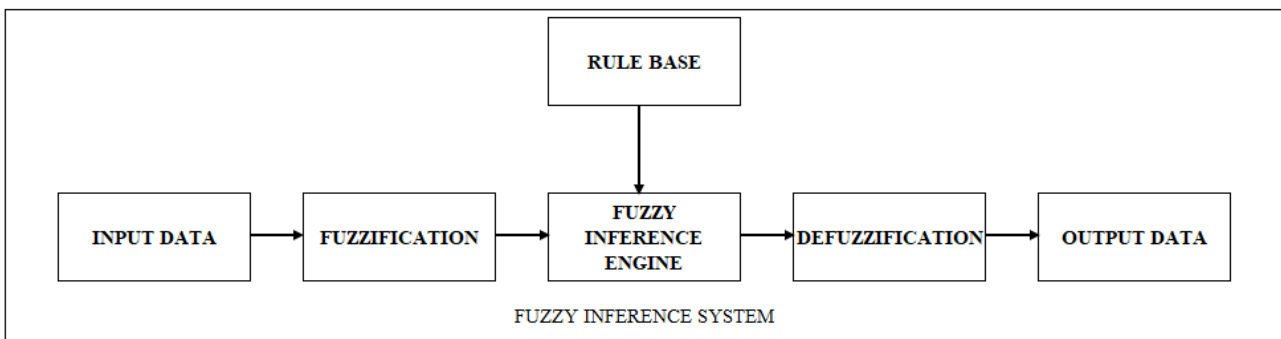 RULE BASE
INPUT DATA
FUZZIFICATION
FUZZY
INFERENCE
ENGINE
DEFUZZIFICATION
OUTPUT DATA
FUZZY INFERENCE SYSTEM